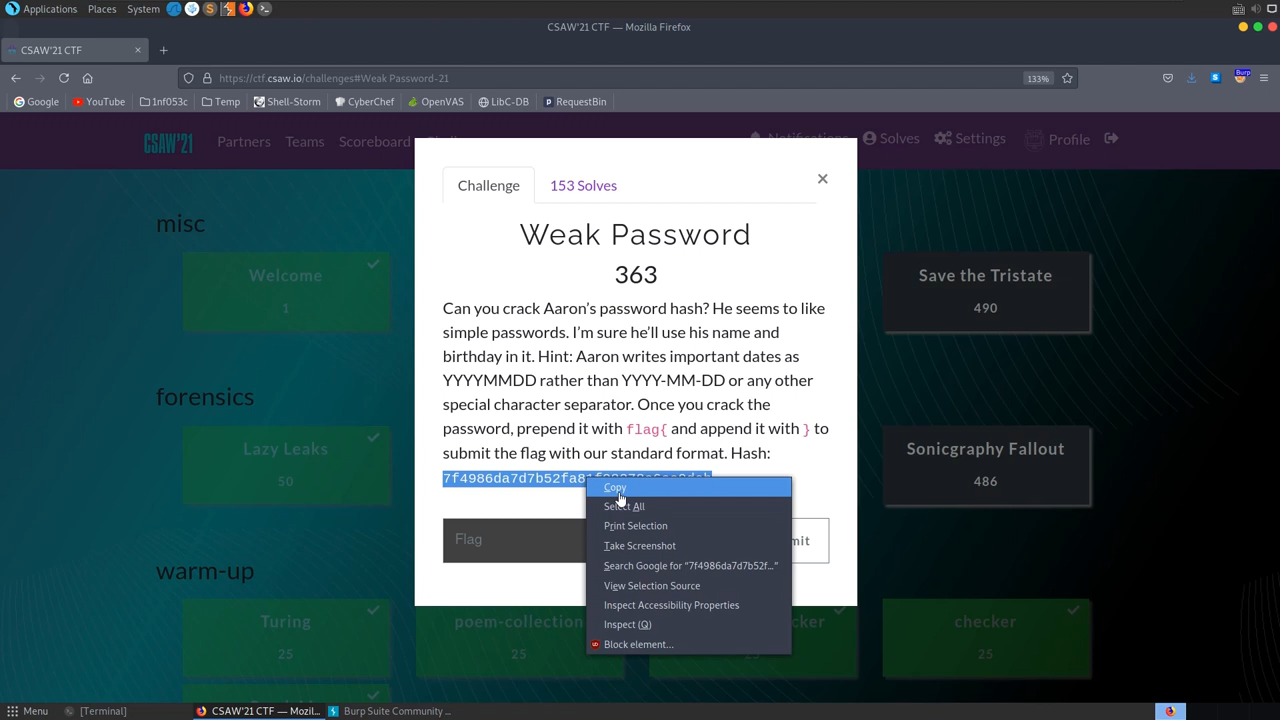 Applications Places System
CSAW'21 CTF — Mozilla Firefox
CSAW'21 CTF
https://ctf.csaw.io/challenges#Weak Password-21
133%
Burp
Google YouTube 1nf053c Temp Shell-Storm CyberChef OpenVAS LibC-DB RequestBin
CSAW'21 Partners Teams Scoreboard Notifications Solves Settings Profile
Challenge 153 Solves ×
Weak Password
363
Can you crack Aaron's password hash? He seems to like
simple passwords. I'm sure he'll use his name and
birthday in it. Hint: Aaron writes important dates as
YYYYMMDD rather than YYYY-MM-DD or any other
special character separator. Once you crack the
password, prepend it with flag{ and append it with } to
submit the flag with our standard format. Hash:
7f4986da7d7b52fa81
Flag
mit
Copy
Select All
Print Selection
Take Screenshot
Search Google for "7f4986da7d7b52f..."
View Selection Source
Inspect Accessibility Properties
Inspect (Q)
Block element...
misc
Welcome
1
Save the Tristate
490
forensics
Lazy Leaks
50
Sonicgraphy Fallout
486
warm-up
Turing
25
poem-collection
25
cker
checker
25
Menu [Terminal] CSAW'21 CTF — Mozil... Burp Suite Community ...